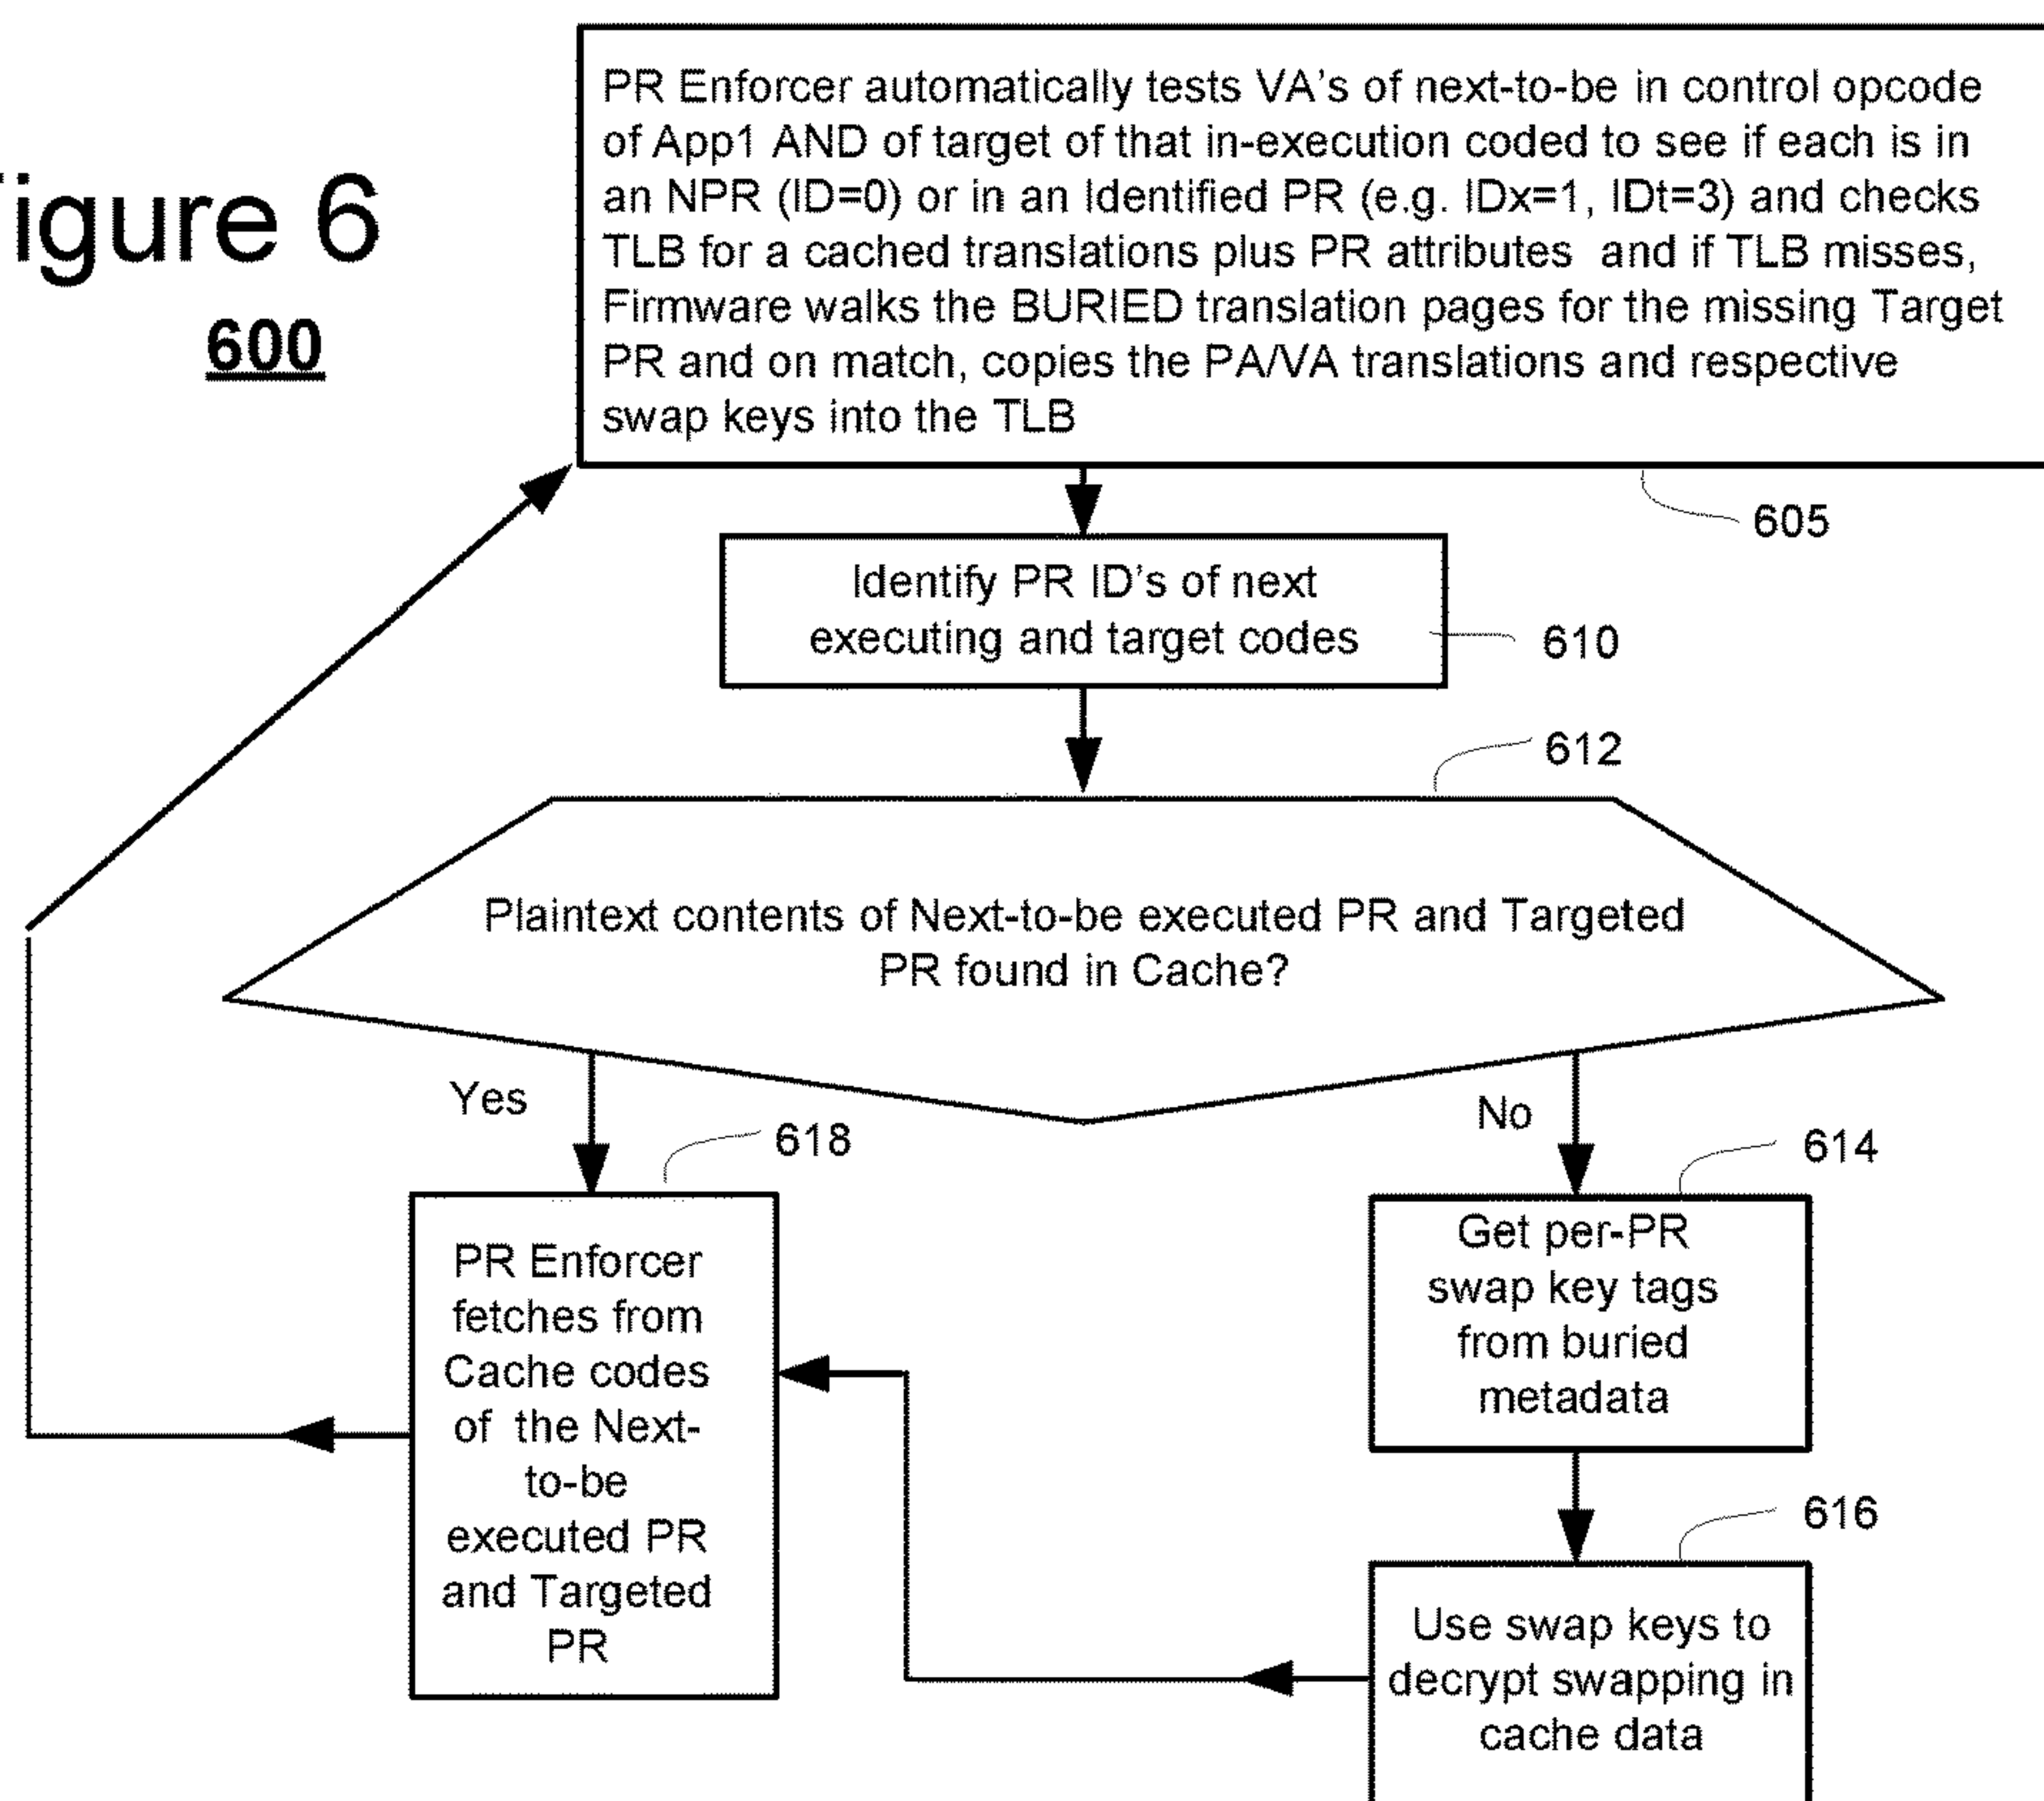 igure 6
600
PR Enforcer automatically tests VA's of next-to-be in control opcode
of App1 AND of target of that in-execution coded to see if each is in
an NPR (ID=0) or in an Identified PR (e.g. IDx=1, IDt=3) and checks
TLB for a cached translations plus PR attributes and if TLB misses,
Firmware walks the BURIED translation pages for the missing Target
PR and on match, copies the PA/VA translations and respective
swap keys into the TLB
605
Identify PR ID's of next
executing and target codes
610
612
Plaintext contents of Next-to-be executed PR and Targeted
PR found in Cache?
Yes
No
618
614
PR Enforcer
fetches from
Cache codes
of the Next-
to-be
executed PR
and Targeted
PR
Get per-PR
swap key tags
from buried
metadata
616
Use swap keys to
decrypt swapping in
cache data